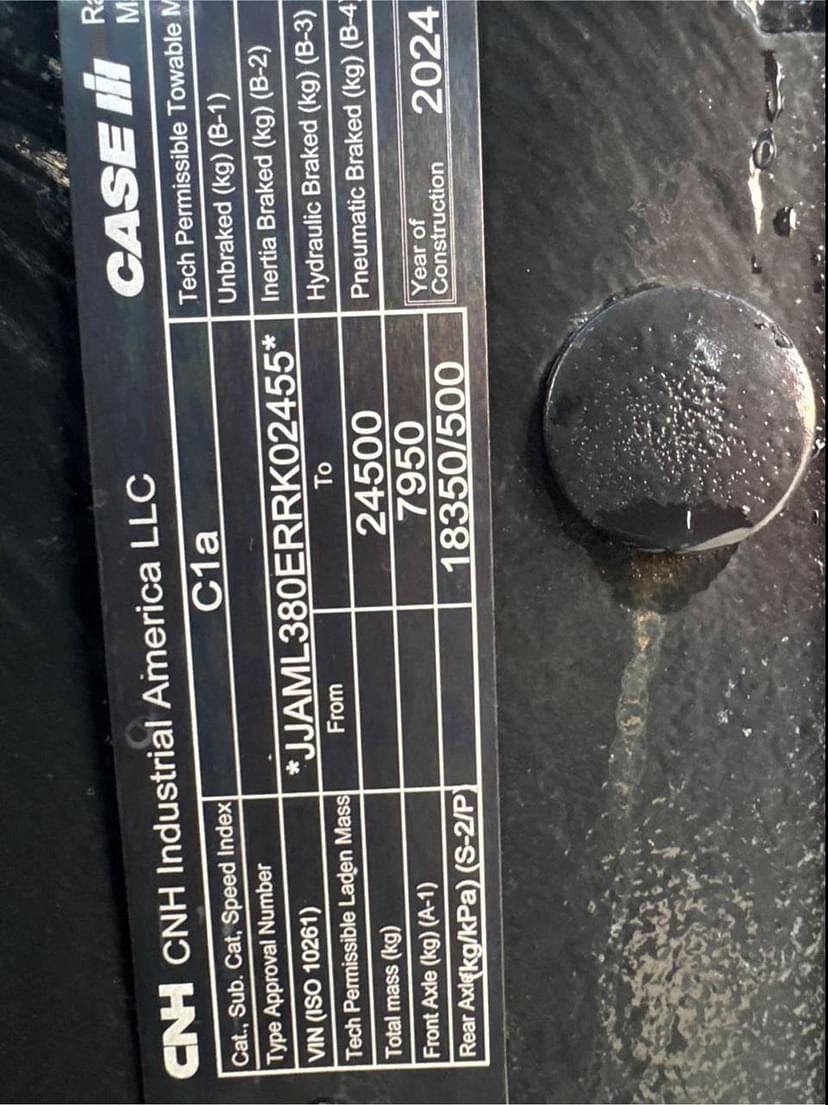 CNH CNH Industrial America LLC CASE III
Cat., Sub. Cat, Speed Index C1a Tech Permissible Towable
Type Approval Number Unbraked (kg) (B-1)
VIN (ISO 10261) *JJAML380ERRK02455* Inertia Braked (kg) (B-2)
Tech Permissible Laden Mass From To Hydraulic Braked (kg) (B-3)
Total mass (kg) 24500 Pneumatic Braked (kg) (B-4)
Front Axle (kg) (A-1) 7950
Rear Axle(kg/kPa) (S-2/P) 18350/500
Year of
Construction 2024